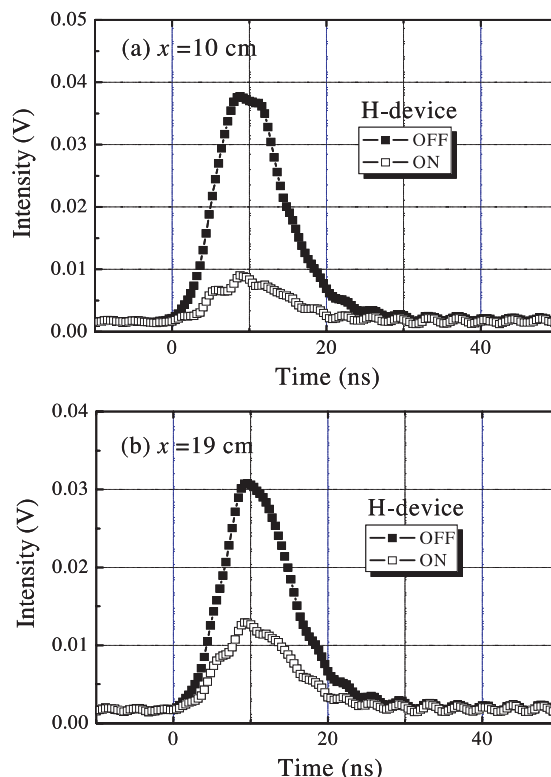 0.05
(a) x =10 cm
0.04
H-device
OFF
ON
0.03
0.02
0.01
0.00
Intensity (V)
0 20 40
Time (ns)
0.04
(b) x =19 cm
0.03
H-device
OFF
ON
0.02
0.01
0.00
Intensity (V)
0 20 40
Time (ns)